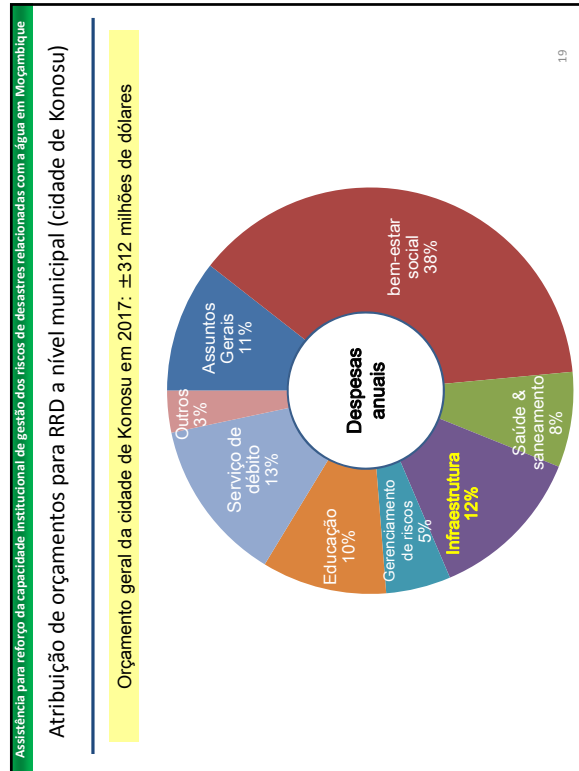 Assistência para reforço da capacidade institucional de gestão dos riscos de desastres relacionadas com a água em Moçambique
Atribuição de orçamentos para RRD a nível municipal (cidade de Konosu)
Orçamento geral da cidade de Konosu em 2017: ±312 milhões de dólares
Outros
3%
Assuntos
Gerais
11%
Serviço de
débito
13%
bem-estar
social
38%
Despesas
anuais
Educação
10%
Gerenciamento
de riscos
5%
Infraestrutura
12%
Saúde &
saneamento
8%
19